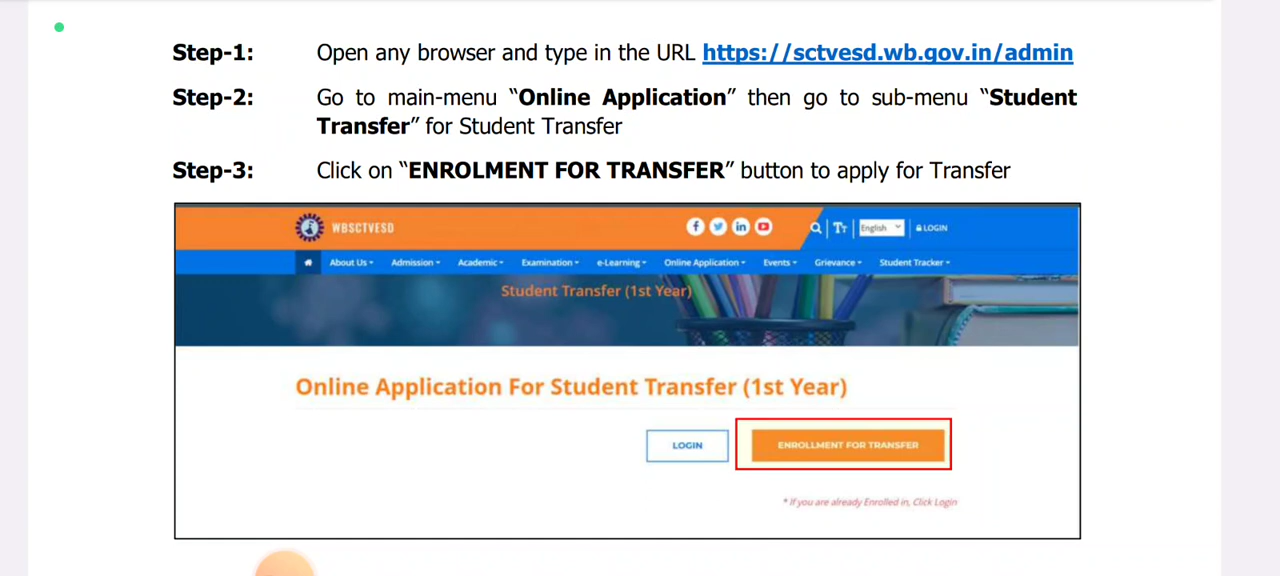 Step-1: Open any browser and type in the URL https://sctvesd.wb.gov.in/admin
Step-2: Go to main-menu “Online Application” then go to sub-menu “Student
Transfer” for Student Transfer
Step-3: Click on “ENROLMENT FOR TRANSFER” button to apply for Transfer
WBSCTVESD English LOGIN
About Us Admission Academic Examination e-Learning Online Application Events Grievance Student Tracker
Student Transfer (1st Year)
Online Application For Student Transfer (1st Year)
LOGIN ENROLLMENT FOR TRANSFER
* If you are already Enrolled in, Click Login